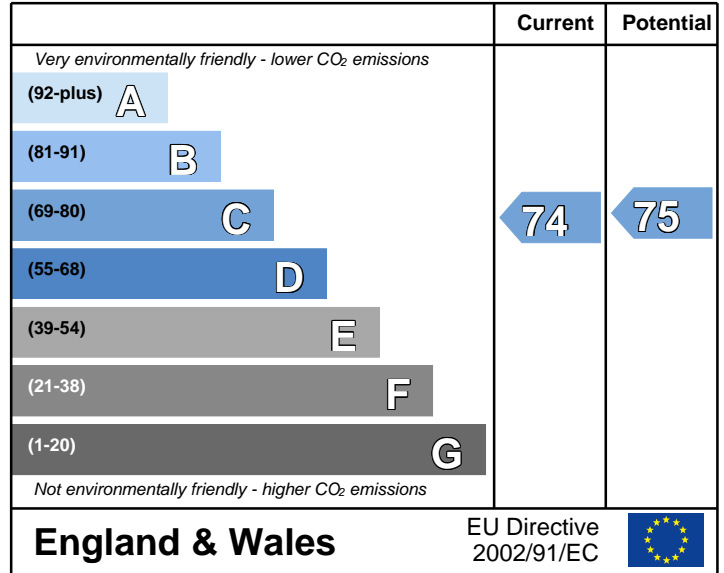 Current Potential
Very environmentally friendly - lower CO₂ emissions
(92-plus) A
(81-91) B
(69-80) C 74 75
(55-68) D
(39-54) E
(21-38) F
(1-20) G
Not environmentally friendly - higher CO₂ emissions
England & Wales
EU Directive
2002/91/EC